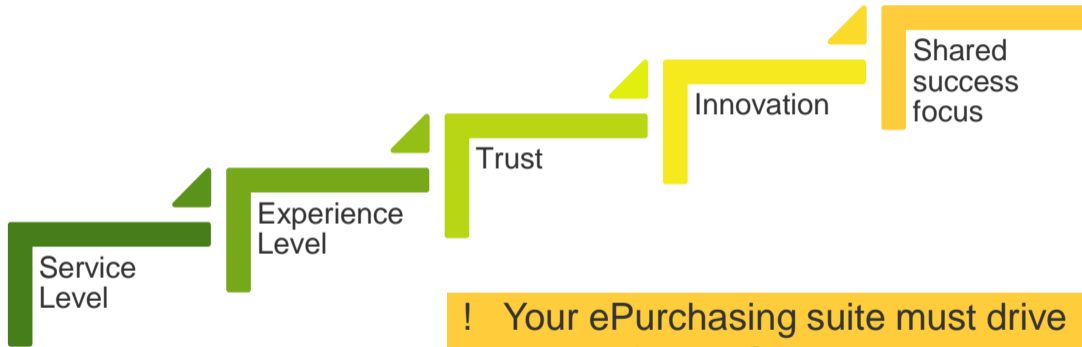 Shared
success
focus
Innovation
Trust
Experience
Level
Service
Level
! Your ePurchasing suite must drive